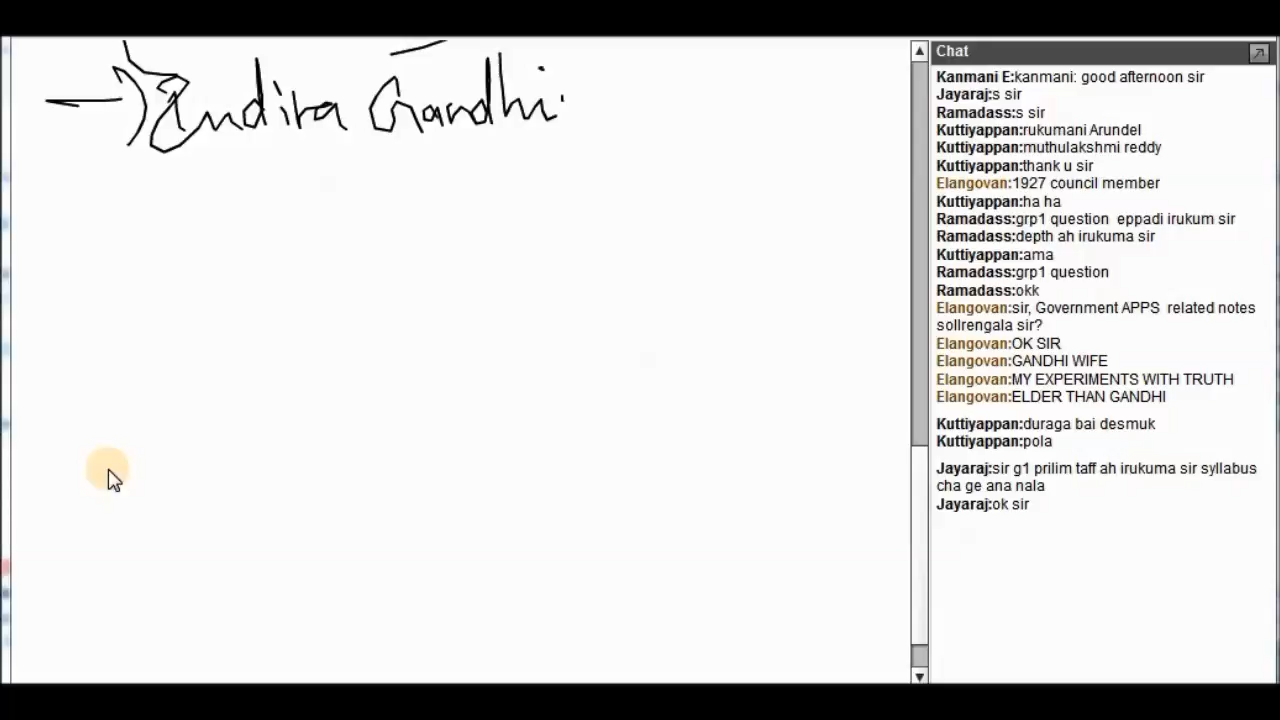 → Indira Gandhi
Chat
Kanmani E:kanmani: good afternoon sir
Jayaraj:s sir
Ramadass:s sir
Kuttiyappan:rukumani Arundel
Kuttiyappan:muthulakshmi reddy
Kuttiyappan:thank u sir
Elangovan:1927 council member
Kuttiyappan:ha ha
Ramadass:grp1 question eppadi irukum sir
Ramadass:depth ah irukuma sir
Kuttiyappan:ama
Ramadass:grp1 question
Ramadass:okk
Elangovan:sir, Government APPS related notes
sollrengala sir?
Elangovan:OK SIR
Elangovan:GANDHI WIFE
Elangovan:MY EXPERIMENTS WITH TRUTH
Elangovan:ELDER THAN GANDHI
Kuttiyappan:duraga bai desmuk
Kuttiyappan:pola
Jayaraj:sir g1 prilim taff ah irukuma sir syllabus
cha ge ana nala
Jayaraj:ok sir